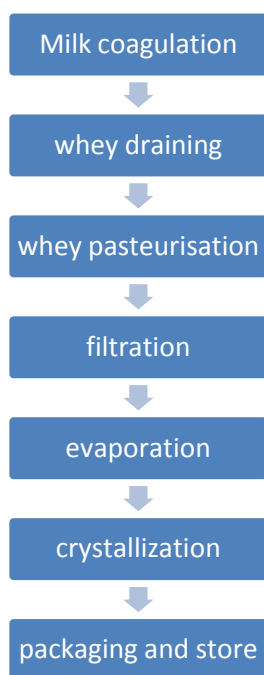 Milk coagulation
whey draining
whey pasteurisation
filtration
evaporation
crystallization
packaging and store